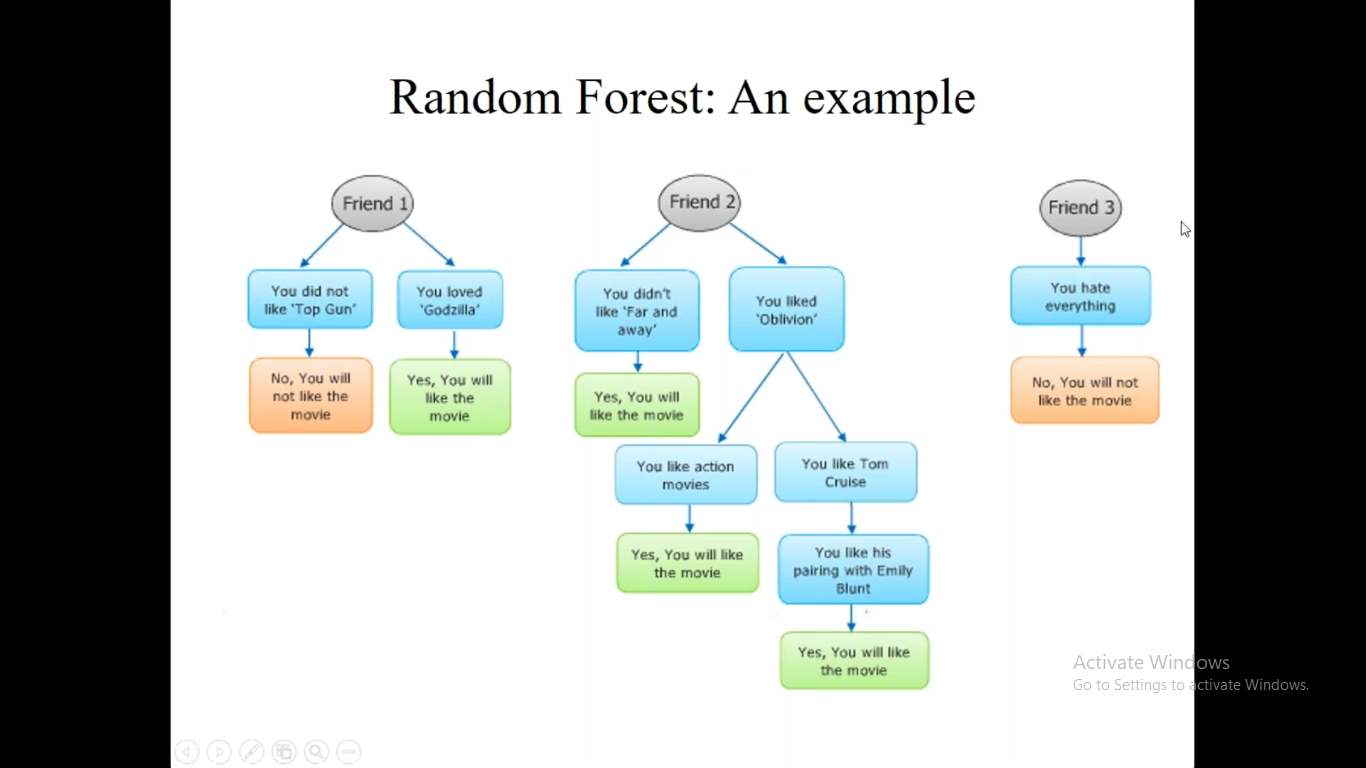 Random Forest: An example
Friend 1
You did not
like ‘Top Gun’
No, You will
not like the
movie
You loved
‘Godzilla’
Yes, You will
like the
movie
Friend 2
You didn’t
like ‘Far and
away’
Yes, You will
like the movie
You liked
‘Oblivion’
You like action
movies
Yes, You will like
the movie
You like Tom
Cruise
You like his
pairing with Emily
Blunt
Yes, You will like
the movie
Friend 3
You hate
everything
No, You will not
like the movie
Activate Windows
Go to Settings to activate Windows.